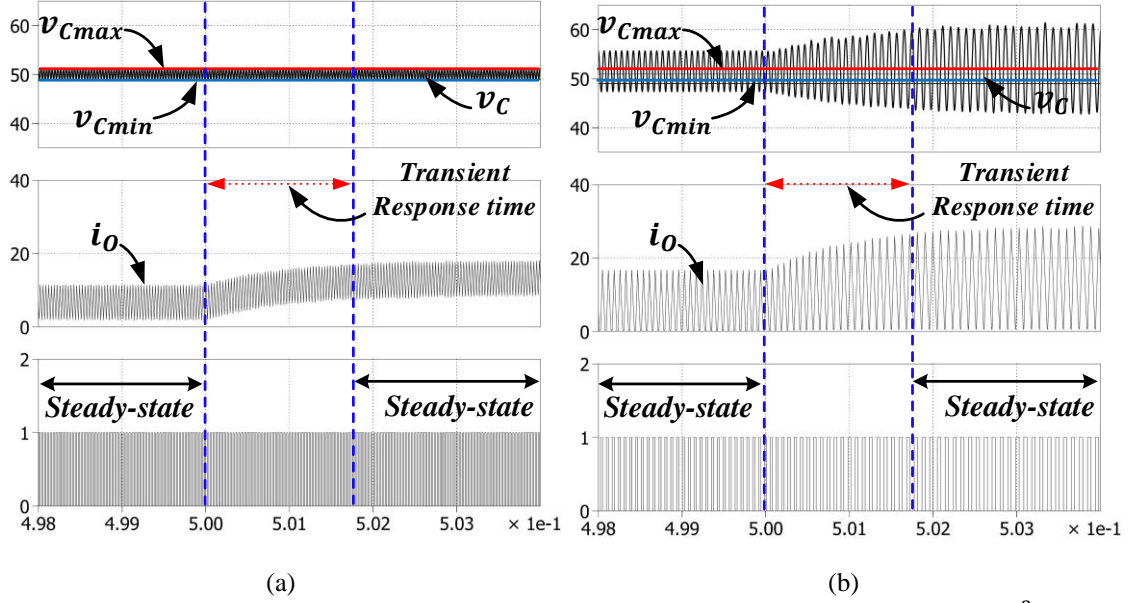 60
v_Cmax
50
v_Cmin
v_C
40
40
Transient
Response time
20
i_O
0
2
Steady-state
Steady-state
1
0
4.98 4.99 5.00 5.01 5.02 5.03 × 1e-1
(a)
60
v_Cmax
50
v_Cmin
v_C
40
40
Transient
Response time
i_O
20
0
2
Steady-state
Steady-state
1
0
4.98 4.99 5.00 5.01 5.02 5.03 × 1e-1
(b)